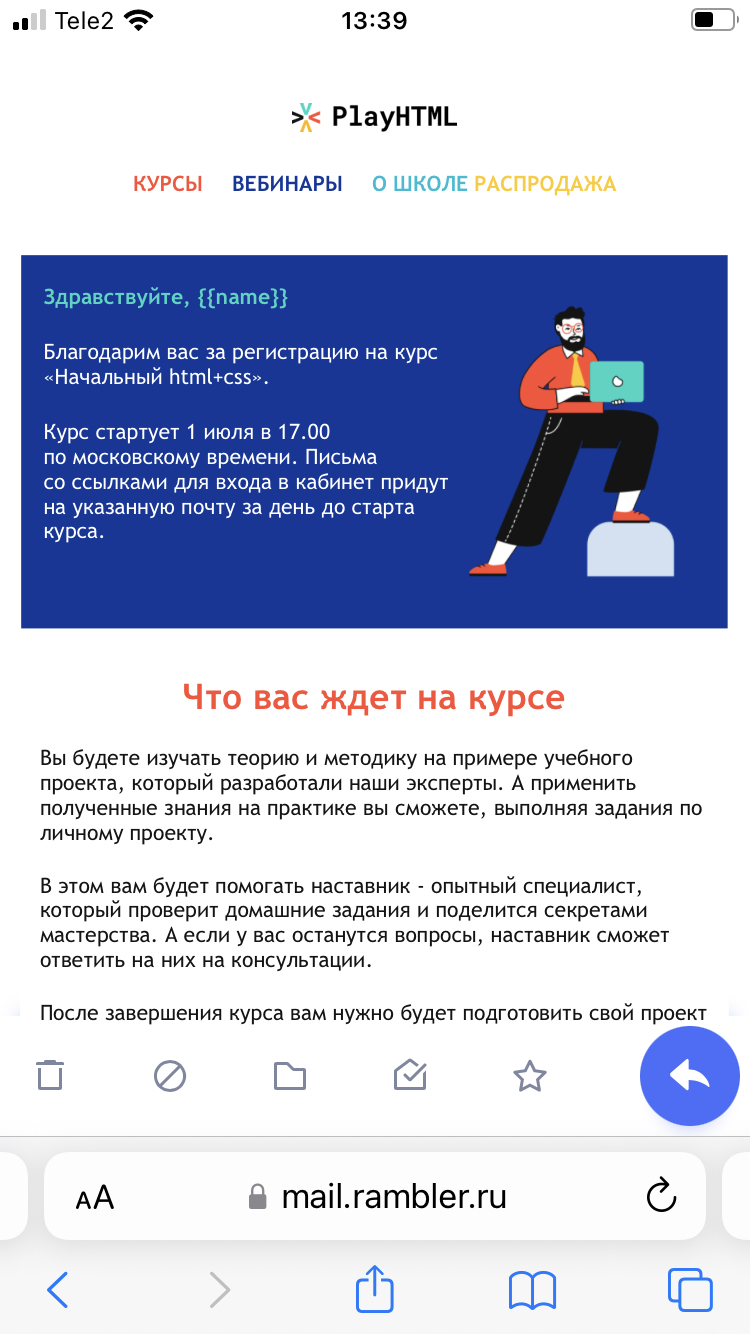 Tele2
13:39
PlayHTML
КУРСЫ ВЕБИНАРЫ О ШКОЛЕ РАСПРОДАЖА
Здравствуйте, {{name}}
Благодарим вас за регистрацию на курс
«Начальный html+css».
Курс стартует 1 июля в 17.00
по московскому времени. Письма
со ссылками для входа в кабинет придут
на указанную почту за день до старта
курса.
Что вас ждет на курсе
Вы будете изучать теорию и методику на примере учебного
проекта, который разработали наши эксперты. А применить
полученные знания на практике вы сможете, выполняя задания по
личному проекту.
В этом вам будет помогать наставник - опытный специалист,
который проверит домашние задания и поделится секретами
мастерства. А если у вас останутся вопросы, наставник сможет
ответить на них на консультации.
После завершения курса вам нужно будет подготовить свой проект
AA mail.rambler.ru